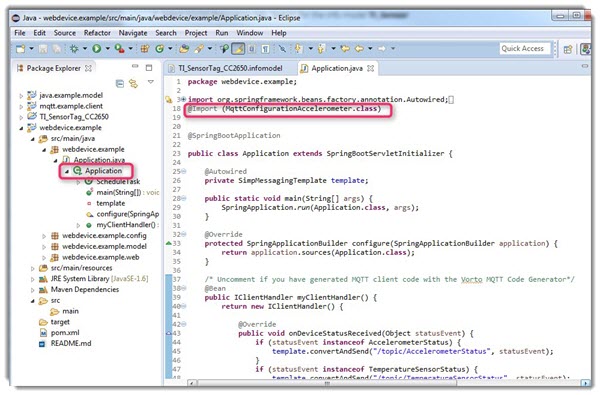 Java - webdevice.example/src/main/java/webdevice/example/Application.java - Eclipse
File Edit Source Refactor Navigate Search Project Run Window Help
Quick Access
Package Explorer
java.example.model
mqtt.example.client
TI_SensorTag_CC2650
webdevice.example
src/main/java
webdevice.example
Application.java
Application
ScheduleTask
main(String[]) : void
template
configure(SpringAp
myClientHandler() :
webdevice.example.config
webdevice.example.model
webdevice.example.web
src/main/resources
JRE System Library [JavaSE-1.6]
Maven Dependencies
src
main
target
pom.xml
README.md
TI_SensorTag_CC2650.infomodel
Application.java
1 package webdevice.example;
2
3 import org.springframework.beans.factory.annotation.Autowired;
18 @Import (MqttConfigurationAccelerometer.class)
19
20
21 @SpringBootApplication
22
23 public class Application extends SpringBootServletInitializer {
24
25 @Autowired
26 private SimpMessagingTemplate template;
27
28 public static void main(String[] args) {
29 SpringApplication.run(Application.class, args);
30 }
31
32 @Override
33 protected SpringApplicationBuilder configure(SpringApplicationBuilder application) {
34 return application.sources(Application.class);
35 }
36
37 /* Uncomment if you have generated MQTT client code with the Vorto MQTT Code Generator*/
38 @Bean
39 public IClientHandler myClientHandler() {
40 return new IClientHandler() {
41
42 @Override
43 public void onDeviceStatusReceived(Object statusEvent) {
44 if (statusEvent instanceof AccelerometerStatus) {
45 template.convertAndSend("/topic/AccelerometerStatus", statusEvent);
46 }
47 if (statusEvent instanceof TemperatureSensorStatus) {
48 template.convertAndSend("/topic/TemperatureSensorStatus", statusEvent);